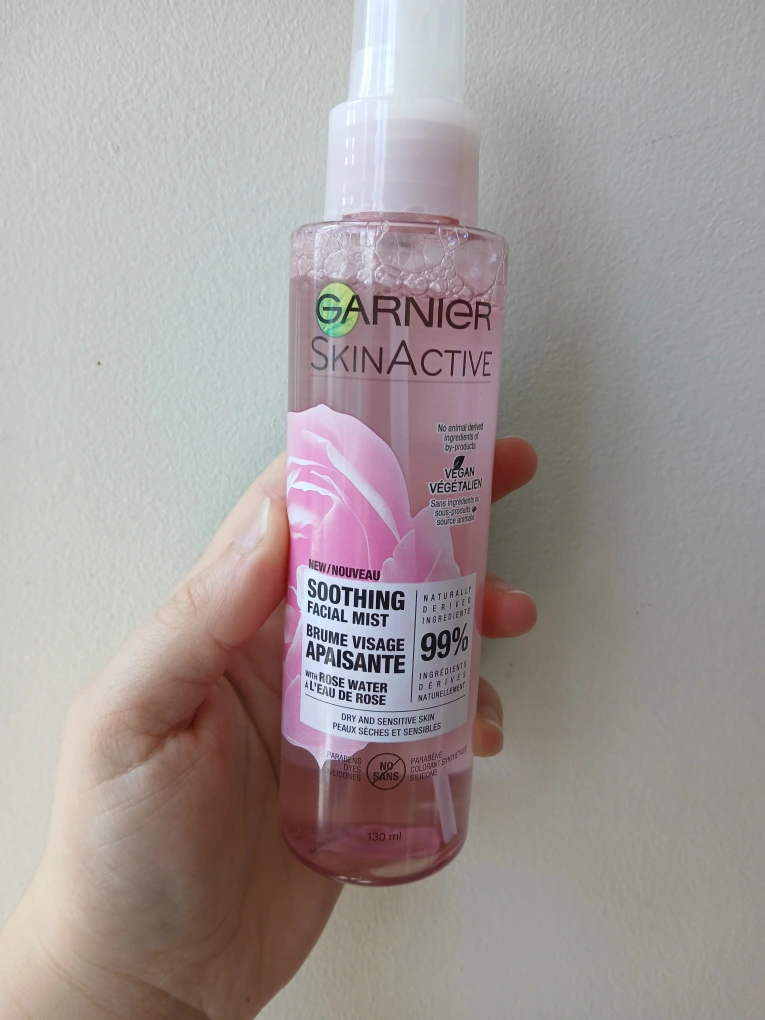 GARNIER
SKINACTIVE
No animal derived
ingredients of
by-products.
VEGAN
VÉGÉTALIEN
Sans ingrédients ou
sous-produits de
source animale
NEW/NOUVEAU
SOOTHING
FACIAL MIST
BRUME VISAGE
APAISANTE
WITH ROSE WATER
À L'EAU DE ROSE
NATURALLY
DERIVED
INGREDIENTS
99%
INGRÉDIENTS
DÉRIVÉS
NATURELLEMENT
DRY AND SENSITIVE SKIN
PEAUX SÈCHES ET SENSIBLES
PARABENS
DYES
SILICONES
NO
SANS
PARABÈNE
COLORANT SYNTHÉTIQUE
SILICONE
130 ml